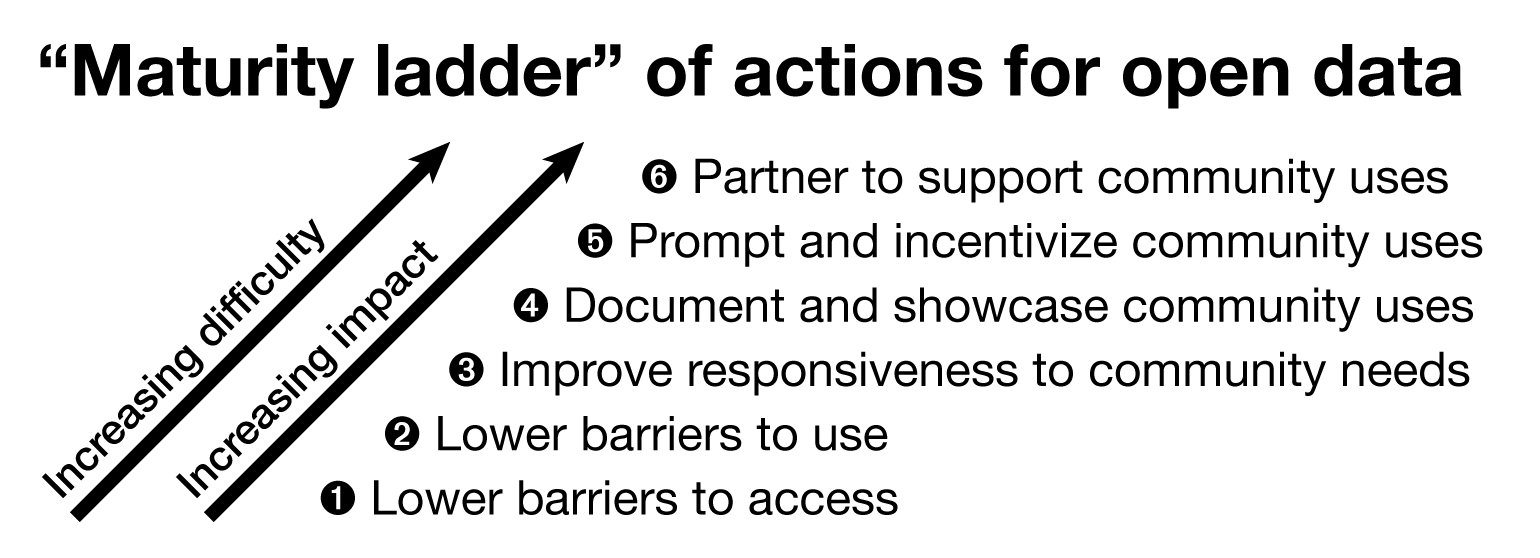 “Maturity ladder” of actions for open data
Increasing difficulty
Increasing impact
❻ Partner to support community uses
❺ Prompt and incentivize community uses
❹ Document and showcase community uses
❸ Improve responsiveness to community needs
❷ Lower barriers to use
❶ Lower barriers to access